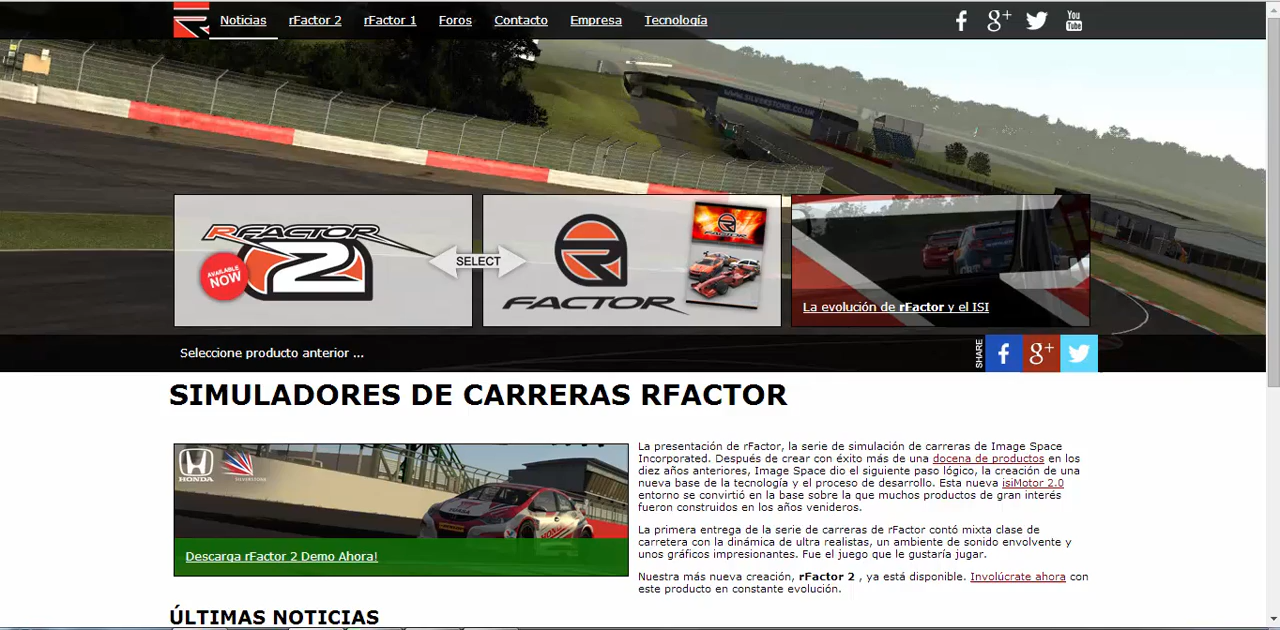 Noticias rFactor 2 rFactor 1 Foros Contacto Empresa Tecnología
You
Tube
WWW.SILVERSTONE.CO.UK
RFACTOR
2
AVAILABLE
NOW
SELECT
FACTOR
La evolución de rFactor y el ISI
Seleccione producto anterior ...
SHARE
SIMULADORES DE CARRERAS RFACTOR
HONDA
Descarga rFactor 2 Demo Ahora!
La presentación de rFactor, la serie de simulación de carreras de Image Space
Incorporated. Después de crear con éxito más de una docena de productos en los
diez años anteriores, Image Space dio el siguiente paso lógico, la creación de una
nueva base de la tecnología y el proceso de desarrollo. Esta nueva isiMotor 2.0
entorno se convirtió en la base sobre la que muchos productos de gran interés
fueron construidos en los años venideros.
La primera entrega de la serie de carreras de rFactor contó mixta clase de
carretera con la dinámica de ultra realistas, un ambiente de sonido envolvente y
unos gráficos impresionantes. Fue el juego que le gustaría jugar.
Nuestra más nueva creación, rFactor 2 , ya está disponible. Involúcrate ahora con
este producto en constante evolución.
ÚLTIMAS NOTICIAS